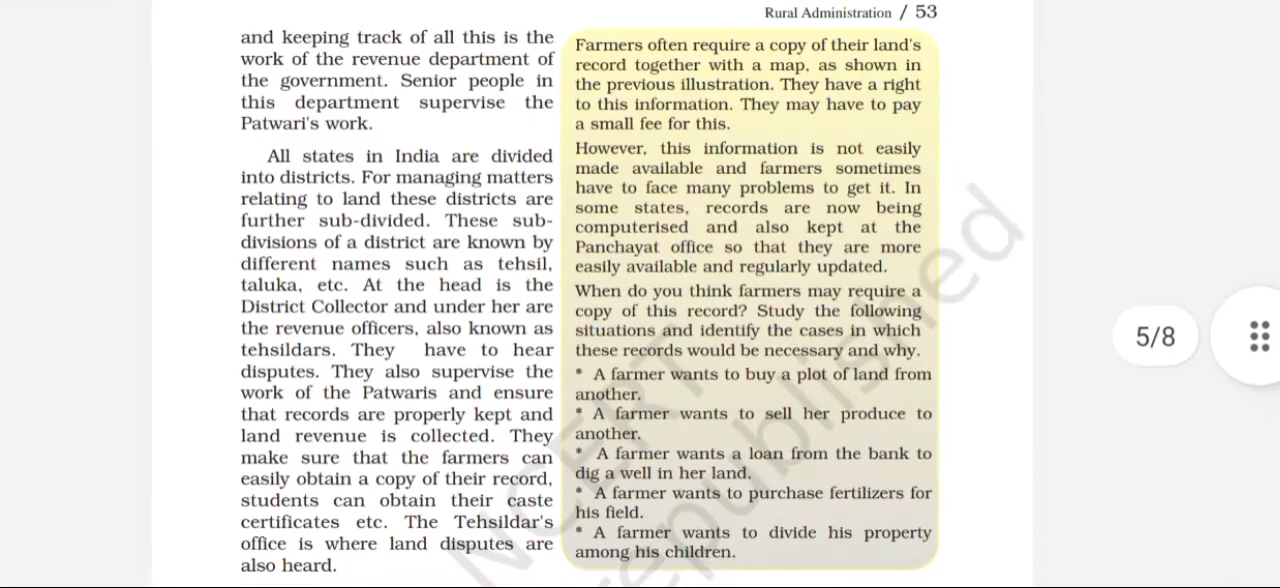 Rural Administration / 53
and keeping track of all this is the
work of the revenue department of
the government. Senior people in
this department supervise the
Patwari's work.
All states in India are divided
into districts. For managing matters
relating to land these districts are
further sub-divided. These sub-
divisions of a district are known by
different names such as tehsil,
taluka, etc. At the head is the
District Collector and under her are
the revenue officers, also known as
tehsildars. They have to hear
disputes. They also supervise the
work of the Patwaris and ensure
that records are properly kept and
land revenue is collected. They
make sure that the farmers can
easily obtain a copy of their record,
students can obtain their caste
certificates etc. The Tehsildar's
office is where land disputes are
also heard.
Farmers often require a copy of their land's
record together with a map, as shown in
the previous illustration. They have a right
to this information. They may have to pay
a small fee for this.
However, this information is not easily
made available and farmers sometimes
have to face many problems to get it. In
some states, records are now being
computerised and also kept at the
Panchayat office so that they are more
easily available and regularly updated.
When do you think farmers may require a
copy of this record? Study the following
situations and identify the cases in which
these records would be necessary and why.
* A farmer wants to buy a plot of land from
another.
* A farmer wants to sell her produce to
another.
* A farmer wants a loan from the bank to
dig a well in her land.
* A farmer wants to purchase fertilizers for
his field.
* A farmer wants to divide his property
among his children.
5/8
NCERT
republished